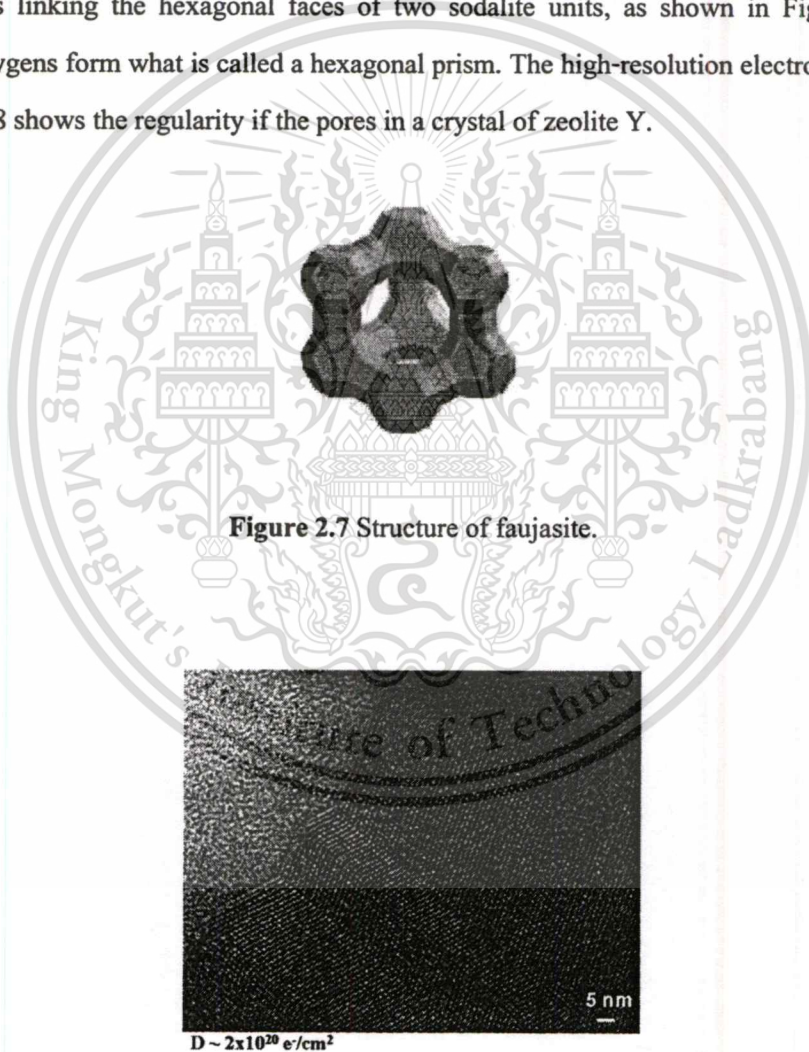 s linking the hexagonal faces of two sodalite units, as shown in Fig
ygens form what is called a hexagonal prism. The high-resolution electro
8 shows the regularity if the pores in a crystal of zeolite Y.
King Mongkut's Institute of Technology Ladkrabang
Figure 2.7 Structure of faujasite.
5 nm
D ~ 2x10²⁰ e⁻/cm²